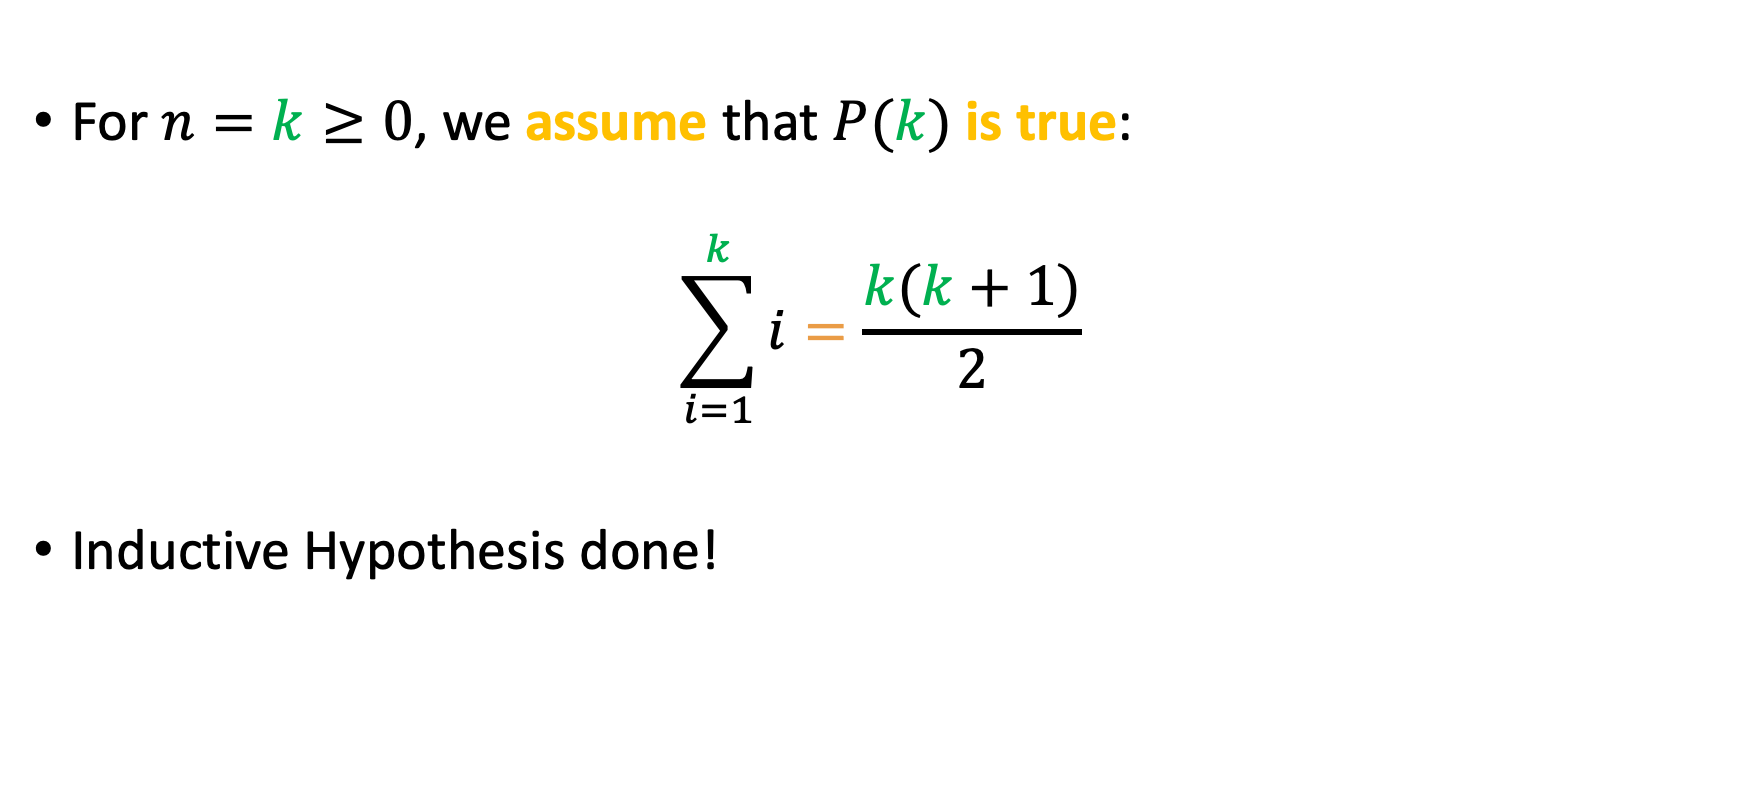 • For n = k ≥ 0, we assume that P(k) is true:
∑_{i=1}^{k} i = k(k + 1)/2
• Inductive Hypothesis done!